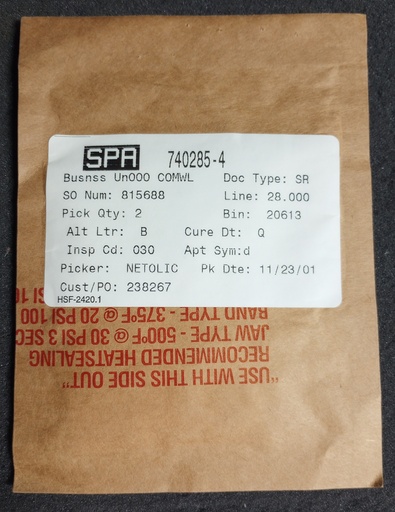 SPA 740285-4
Busnss Un000 COMWL Doc Type: SR
SO Num: 815688 Line: 28.000
Pick Qty: 2 Bin: 20613
Alt Ltr: B Cure Dt: Q
Insp Cd: 030 Apt Sym:d
Picker: NETOLIC Pk Dte: 11/23/01
Cust/PO: 238267
HSF-2420.1
"USE WITH THIS SIDE OUT"
RECOMMENDED HEATSEALING
JAW TYPE - 500°F @ 30 PSI 3 SEC
BAND TYPE - 375°F @ 20 PSI 100